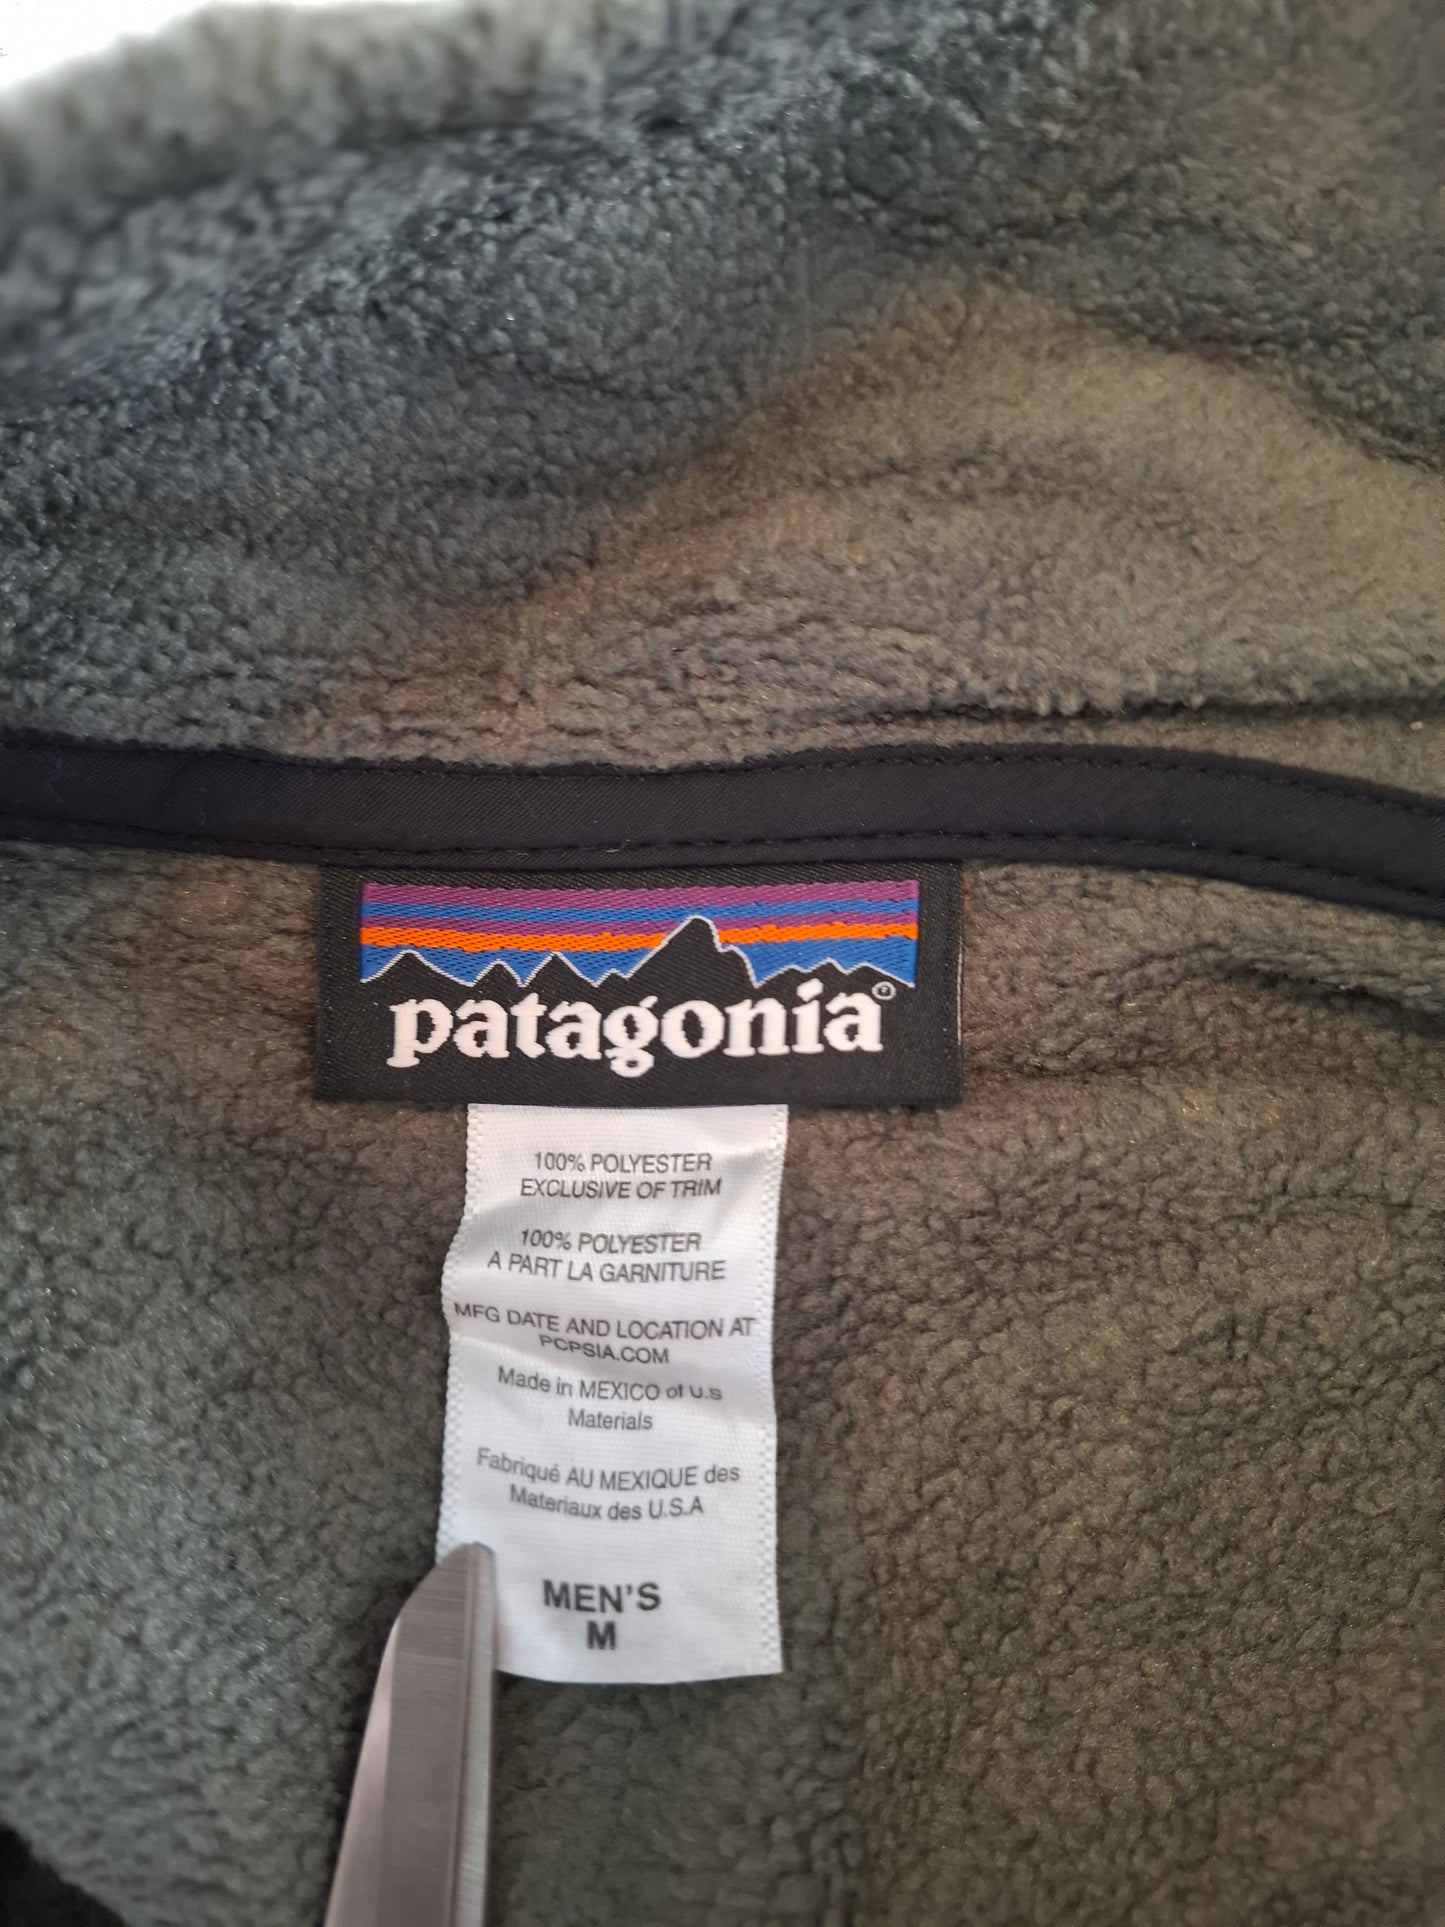 patagonia®
100% POLYESTER
EXCLUSIVE OF TRIM
100% POLYESTER
A PART LA GARNITURE
MFG DATE AND LOCATION AT
PCPSIA.COM
Made in MEXICO of U.S
Materials
Fabriqué AU MEXIQUE des
Materiaux des U.S.A
MEN'S
M